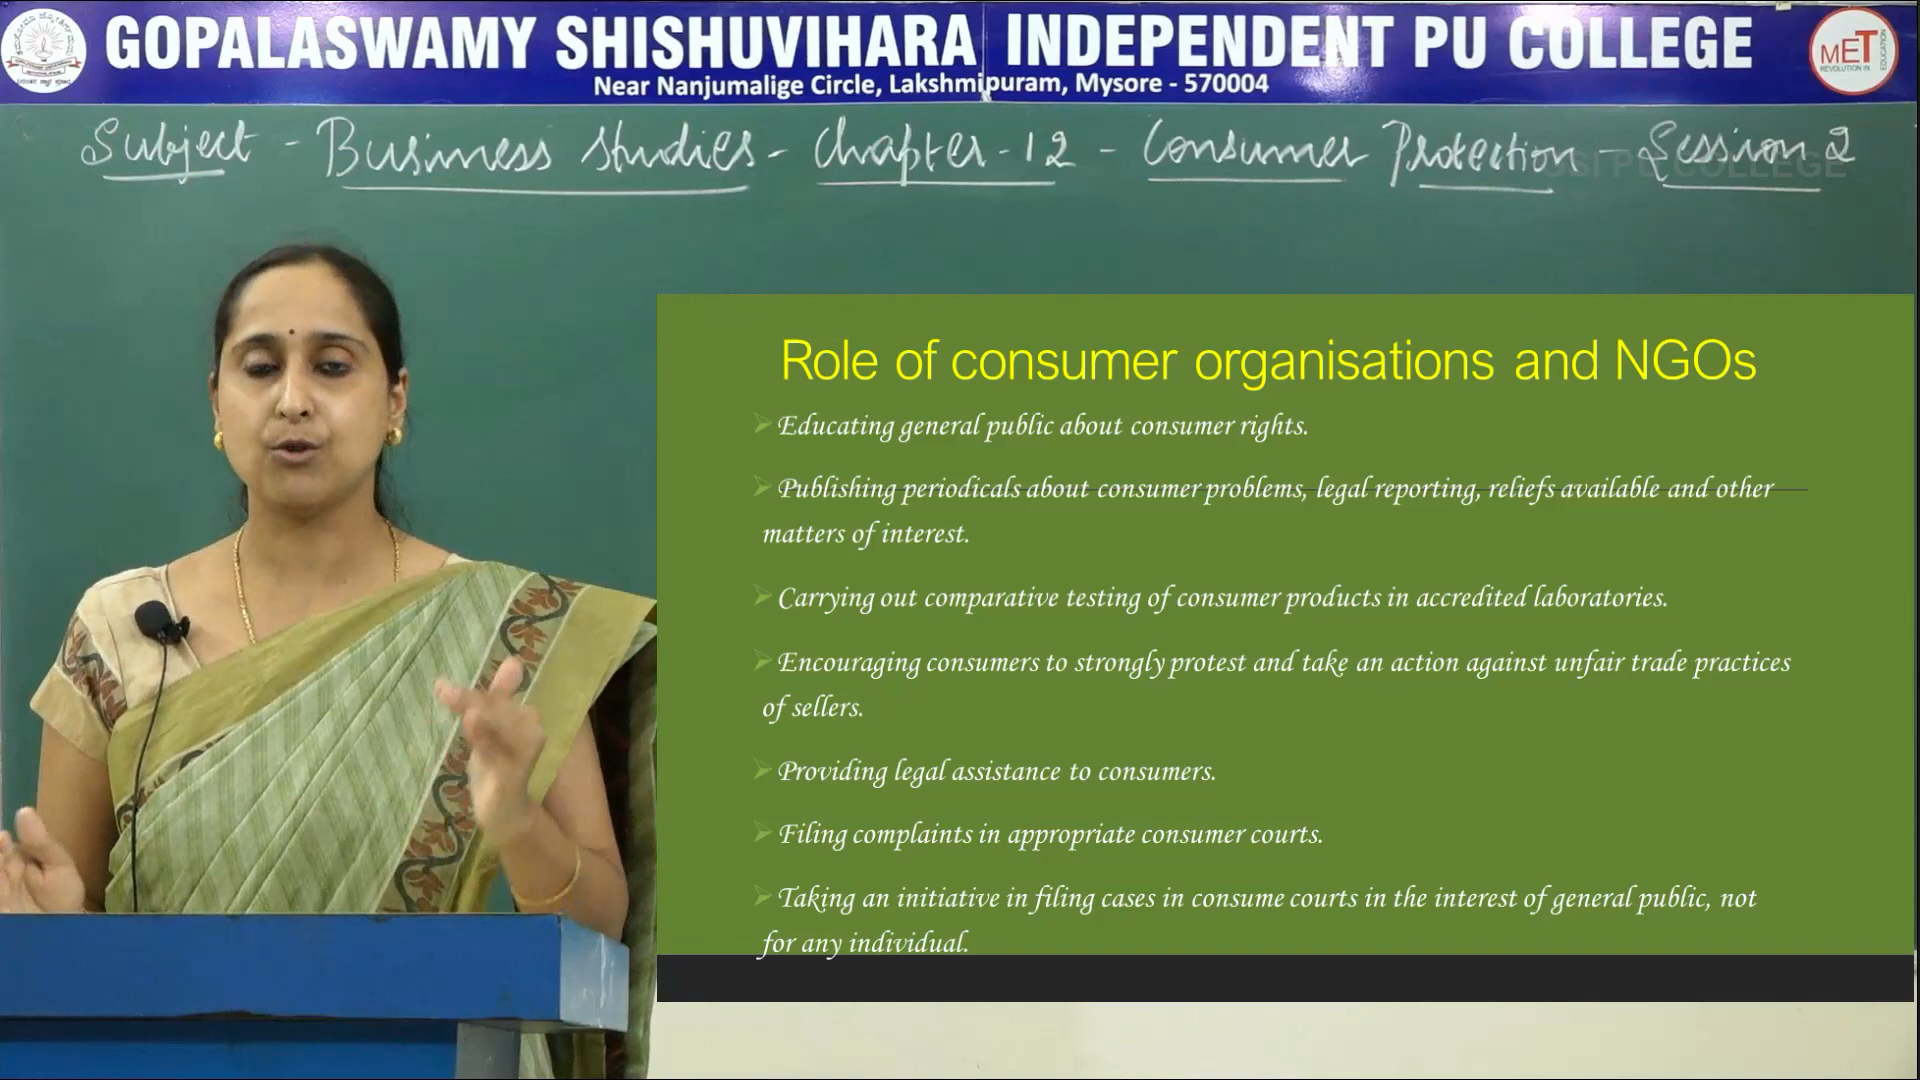 GOPALASWAMY SHISHUVIHARA INDEPENDENT PU COLLEGE
Near Nanjumalige Circle, Lakshmipuram, Mysore - 570004
MET
REVOLUTION IN EDUCATION
Subject - Business Studies - Chapter - 12 - Consumer Protection - Session 2
GSI PU COLLEGE
Role of consumer organisations and NGOs
Educating general public about consumer rights.
Publishing periodicals about consumer problems, legal reporting, reliefs available and other
matters of interest.
Carrying out comparative testing of consumer products in accredited laboratories.
Encouraging consumers to strongly protest and take an action against unfair trade practices
of sellers.
Providing legal assistance to consumers.
Filing complaints in appropriate consumer courts.
Taking an initiative in filing cases in consume courts in the interest of general public, not
for any individual.